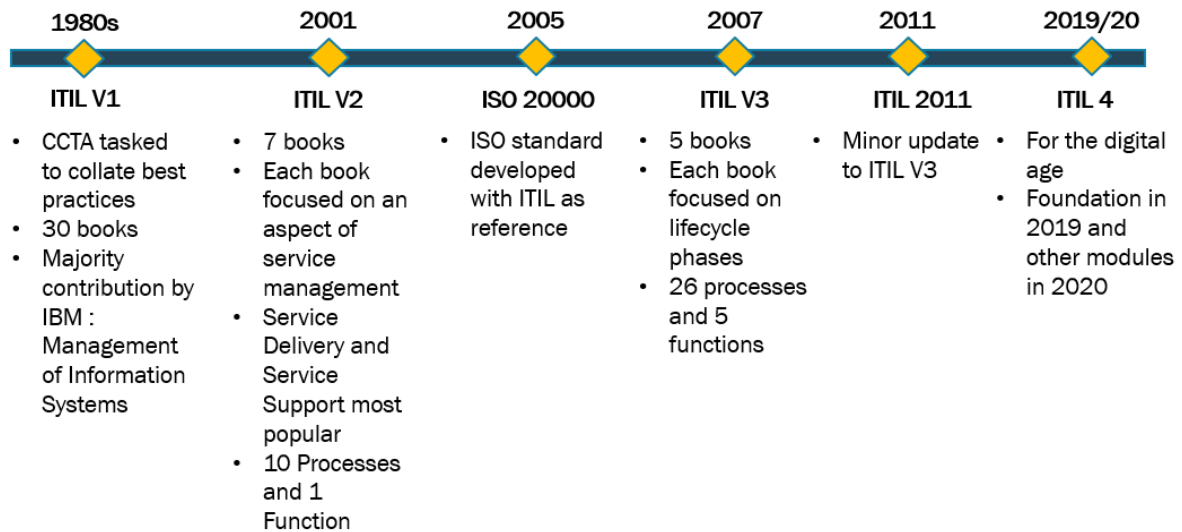 1980s
2001
2005
2007
2011
2019/20
ITIL V1
ITIL V2
ISO 20000
ITIL V3
ITIL 2011
ITIL 4
• CCTA tasked
to collate best
practices
• 30 books
• Majority
contribution by
IBM :
Management
of Information
Systems
• 7 books
• Each book
focused on an
aspect of
service
management
• Service
Delivery and
Service
Support most
popular
• 10 Processes
and 1
Function
• ISO standard
developed
with ITIL as
reference
• 5 books
• Each book
focused on
lifecycle
phases
• 26 processes
and 5
functions
• Minor update
to ITIL V3
• For the digital
age
• Foundation in
2019 and
other modules
in 2020